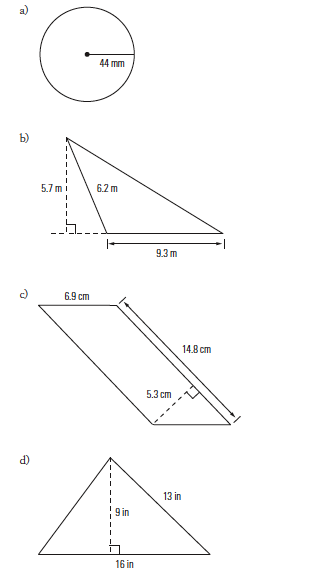 a)
44 mm
b)
5.7 m
6.2 m
9.3 m
c)
6.9 cm
14.8 cm
5.3 cm
d)
13 in
9 in
16 in